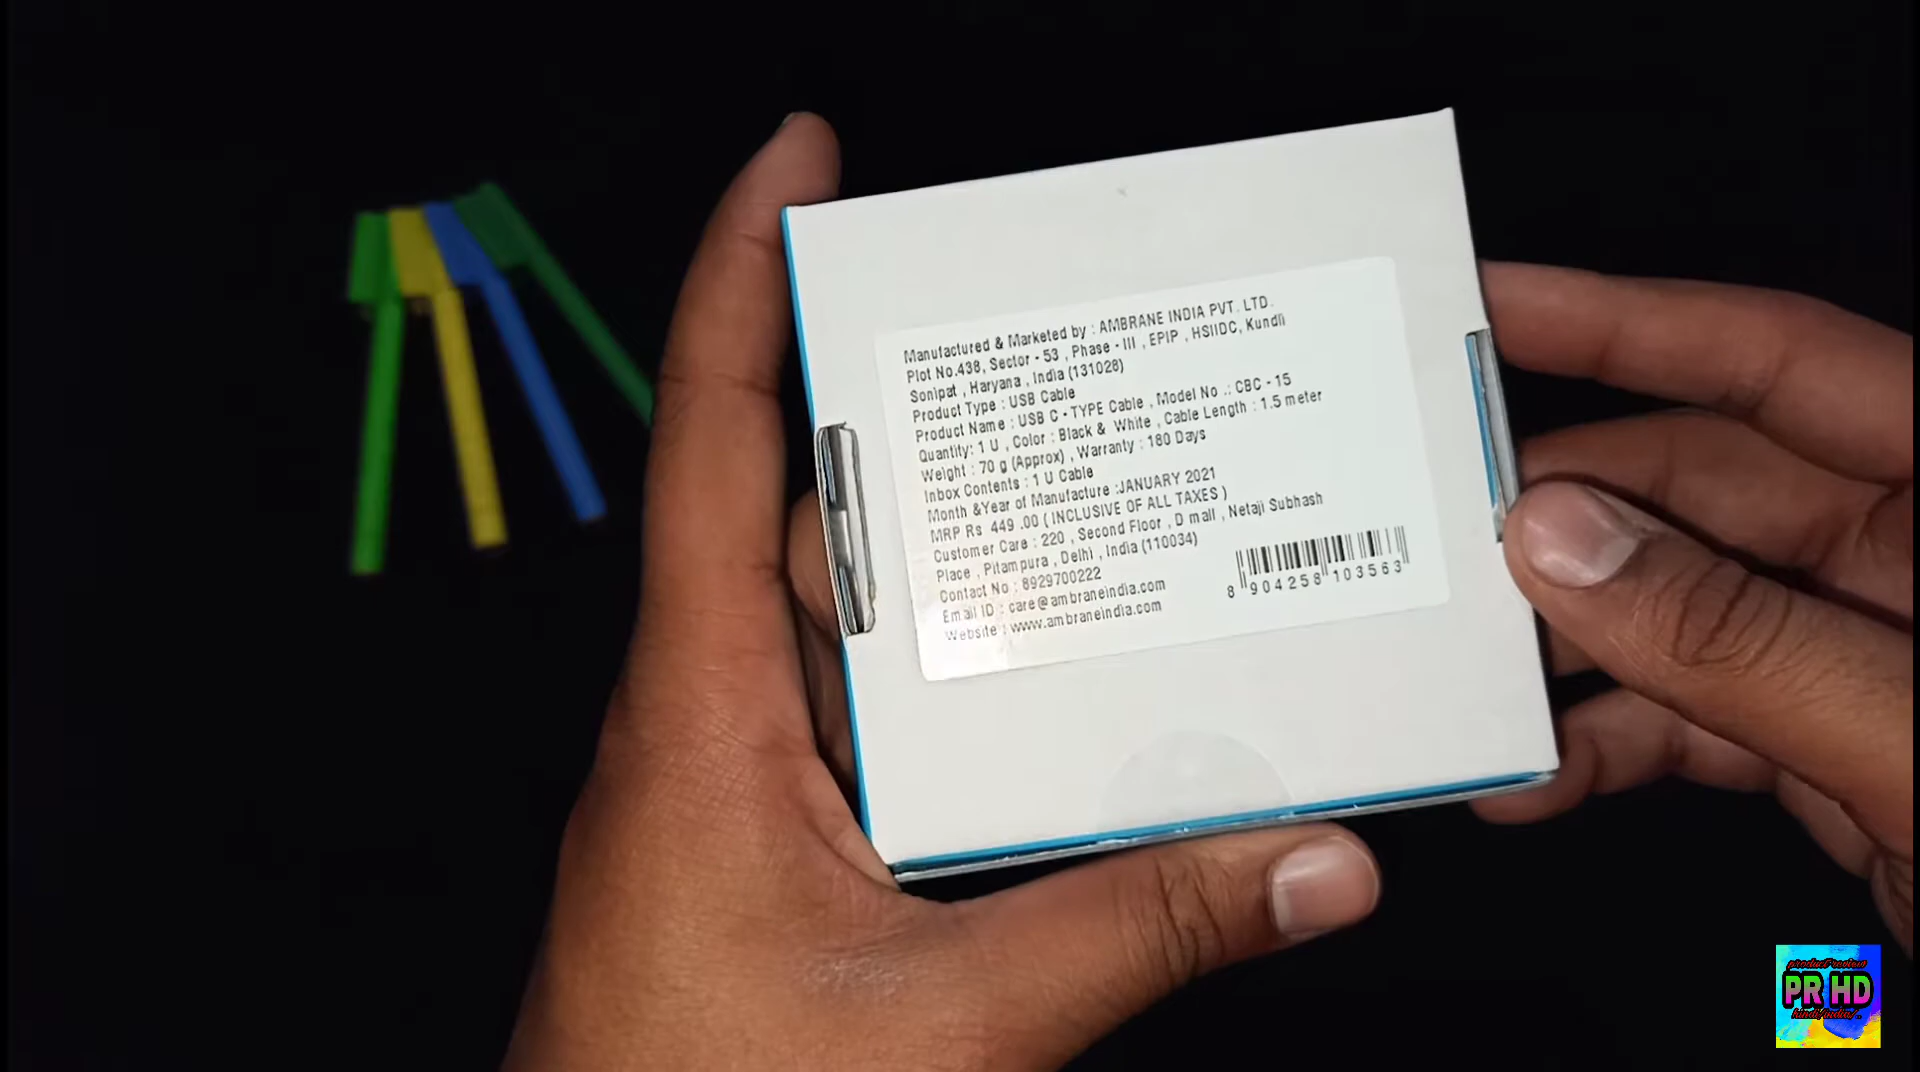 Manufactured & Marketed by : AMBRANE INDIA PVT. LTD.
Plot No.438, Sector - 53 , Phase - III , EPIP , HSIIDC, Kundli
Sonipat , Haryana , India (131028)
Product Type : USB Cable
Product Name : USB C - TYPE Cable , Model No .: CBC - 15
Quantity: 1 U , Color : Black & White , Cable Length : 1.5 meter
Weight : 70 g (Approx) , Warranty : 180 Days
Inbox Contents : 1 U Cable
Month &Year of Manufacture :JANUARY 2021
MRP Rs 449 .00 ( INCLUSIVE OF ALL TAXES )
Customer Care : 220 , Second Floor , D mall , Netaji Subhash
Place , Pitampura , Delhi , India (110034)
Contact No : 8929700222
Email ID : care@ambraneindia.com
Website : www.ambraneindia.com
8 904258 103563
product review
PR HD